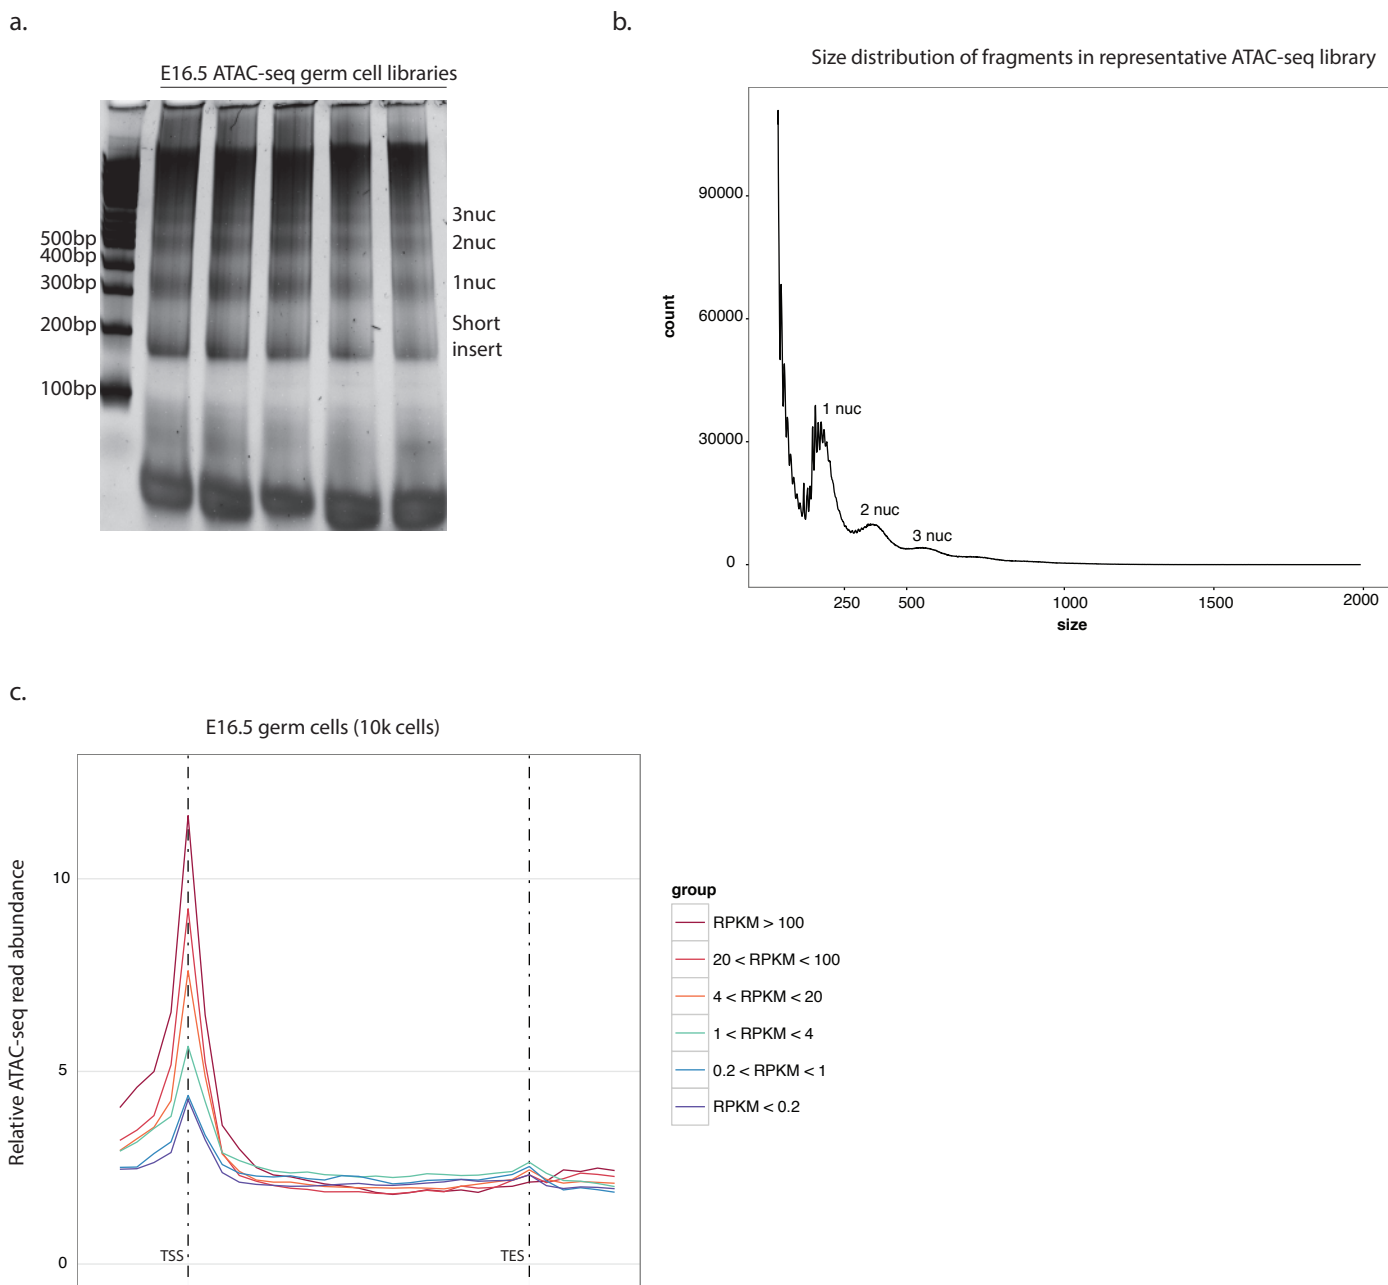 a.
E16.5 ATAC-seq germ cell libraries
500bp
400bp
300bp
200bp
100bp
3nuc
2nuc
1nuc
Short
insert
b.
Size distribution of fragments in representative ATAC-seq library
count
90000
60000
30000
0
1 nuc
2 nuc
3 nuc
250
500
1000
1500
2000
size
c.
E16.5 germ cells (10k cells)
Relative ATAC-seq read abundance
10
5
0
TSS
TES
group
RPKM > 100
20 < RPKM < 100
4 < RPKM < 20
1 < RPKM < 4
0.2 < RPKM < 1
RPKM < 0.2